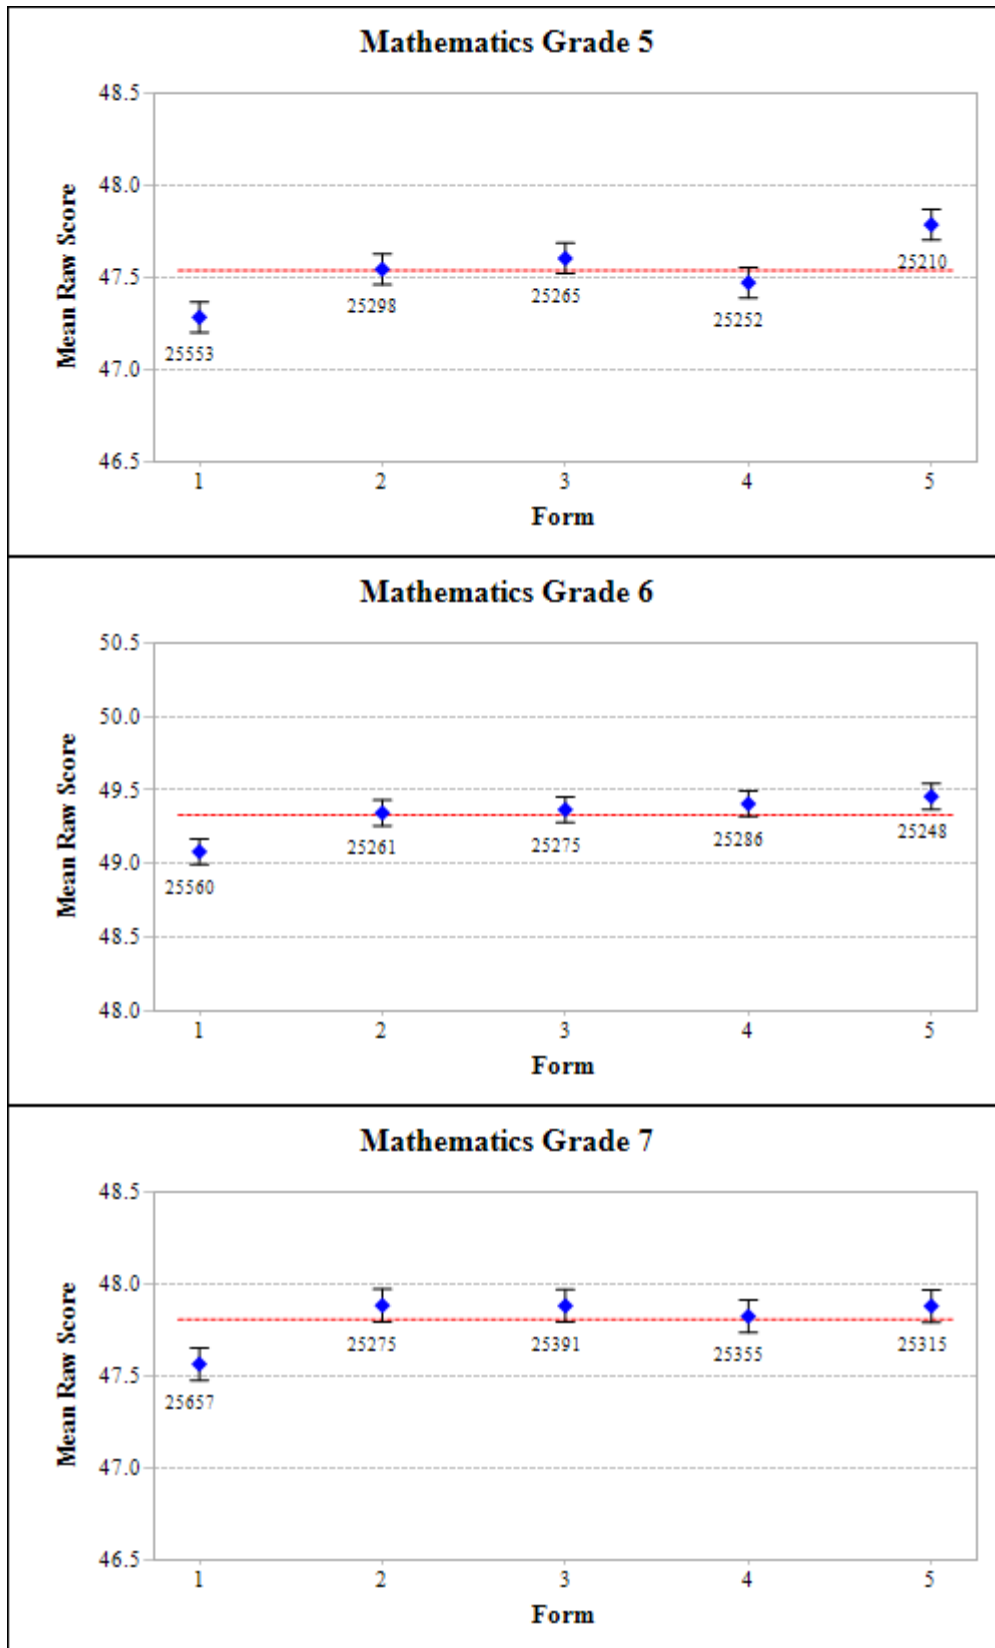 Mathematics Grade 5
48.5
48.0
47.5
47.0
46.5
Mean Raw Score
25553
25298
25265
25252
25210
1 2 3 4 5
Form
Mathematics Grade 6
50.5
50.0
49.5
49.0
48.5
48.0
Mean Raw Score
25560
25261
25275
25286
25248
1 2 3 4 5
Form
Mathematics Grade 7
48.5
48.0
47.5
47.0
46.5
Mean Raw Score
25657
25275
25391
25355
25315
1 2 3 4 5
Form